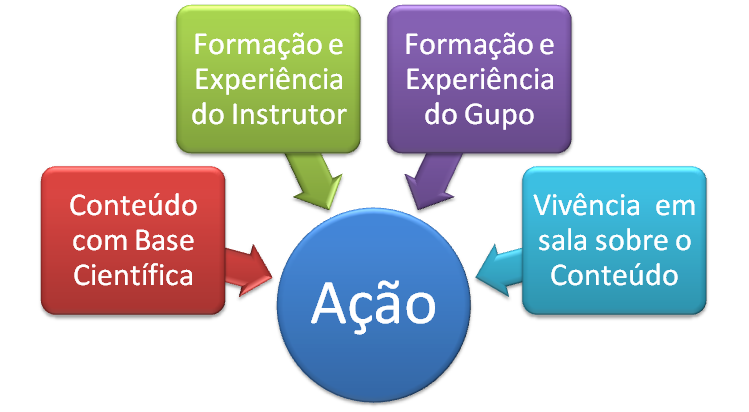 Formação e
Experiência
do Instrutor
Formação e
Experiência
do Gupo
Conteúdo
com Base
Científica
Vivência em
sala sobre o
Conteúdo
Ação